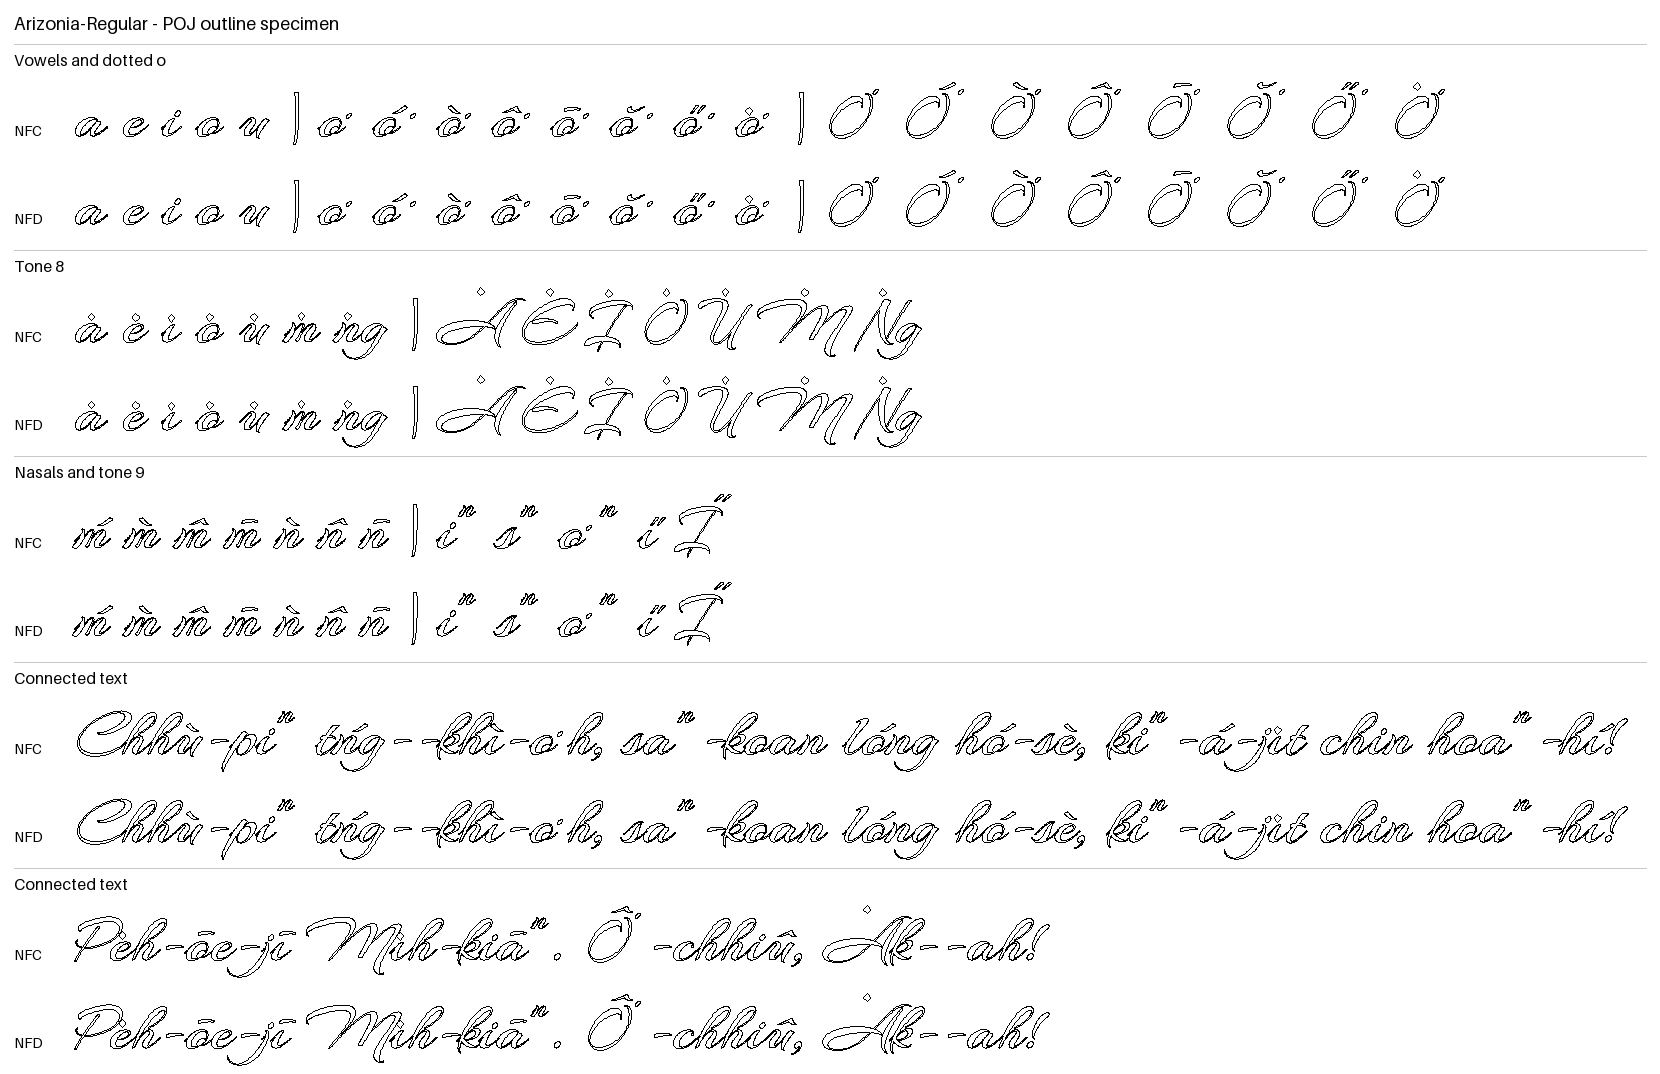 Arizonia-Regular - POJ outline specimen
Vowels and dotted o
NFC a e i o u | o͘ ó͘ ò͘ ô͘ ō͘ ŏ͘ ő͘ o̍͘ | O͘ Ó͘ Ò͘ Ô͘ Ō͘ Ŏ͘ Ő͘ O̍͘
NFD a e i o u | o͘ ó͘ ò͘ ô͘ ō͘ ŏ͘ ő͘ o̍͘ | O͘ Ó͘ Ò͘ Ô͘ Ō͘ Ŏ͘ Ő͘ O̍͘
Tone 8
NFC a̍ e̍ i̍ o̍ u̍ m̍ n̍g | A̍ E̍ I̍ O̍ U̍ M̍ N̍g
NFD a̍ e̍ i̍ o̍ u̍ m̍ n̍g | A̍ E̍ I̍ O̍ U̍ M̍ N̍g
Nasals and tone 9
NFC ḿ m̀ m̂ m̄ ǹ n̂ n̄ | iⁿ sⁿ o͘ⁿ i̋ I̋
NFD ḿ m̀ m̂ m̄ ǹ n̂ n̄ | iⁿ sⁿ o͘ⁿ i̋ I̋
Connected text
NFC Chhù-piⁿ tńg--khì-o͘h, saⁿ-koan lóng hó-sè, kiⁿ-á-ji̍t chin hoaⁿ-hí!
NFD Chhù-piⁿ tńg--khì-o͘h, saⁿ-koan lóng hó-sè, kiⁿ-á-ji̍t chin hoaⁿ-hí!
Connected text
NFC Pe̍h-ōe-jī Mi̍h-kiāⁿ. Ô͘-chhiû, A̍k--ah!
NFD Pe̍h-ōe-jī Mi̍h-kiāⁿ. Ô͘-chhiû, A̍k--ah!